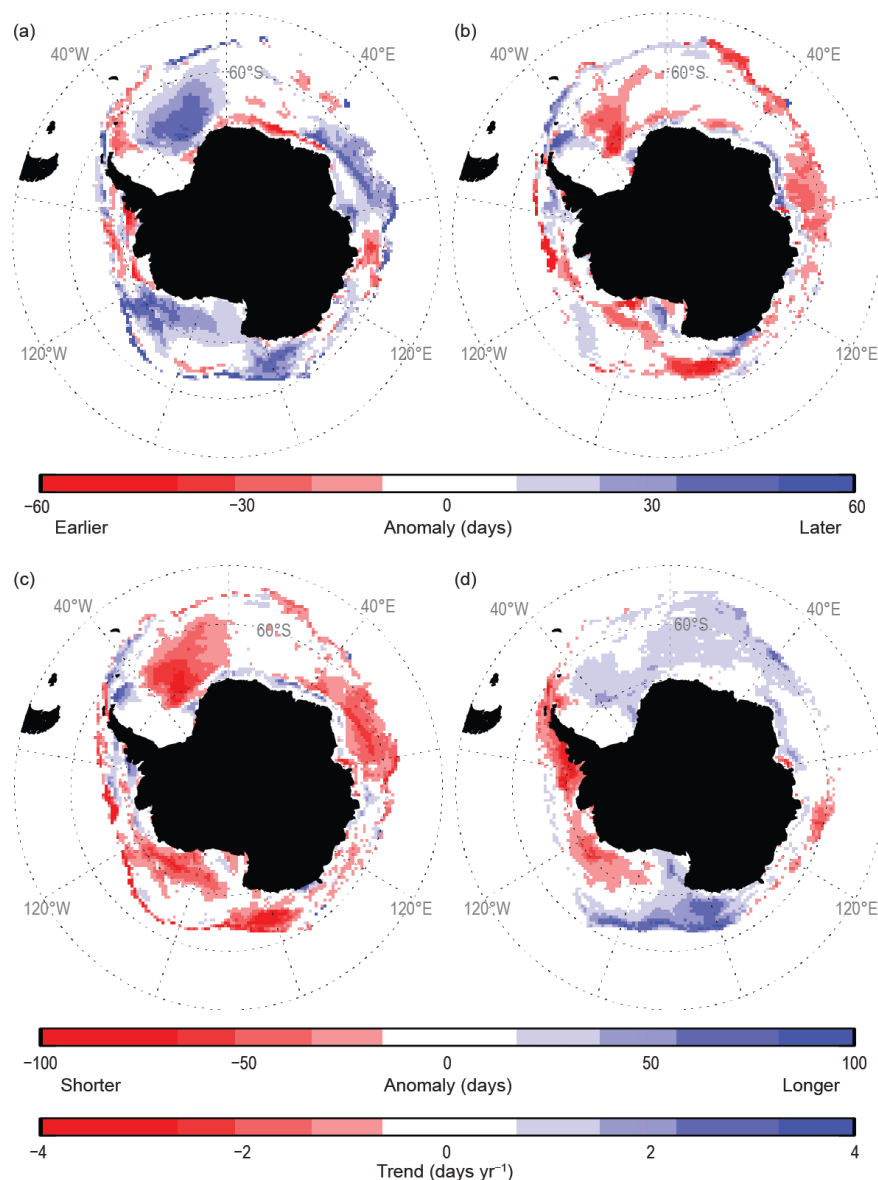 (a) (b)
40°W 40°E 40°W 40°E
60°S 60°S
120°W 120°E 120°W 120°E
−60 −30 0 30 60
Earlier Anomaly (days) Later
(c) (d)
40°W 40°E 40°W 40°E
60°S 60°S
120°W 120°E 120°W 120°E
−100 −50 0 50 100
Shorter Anomaly (days) Longer
−4 −2 0 2 4
Trend (days yr⁻¹)